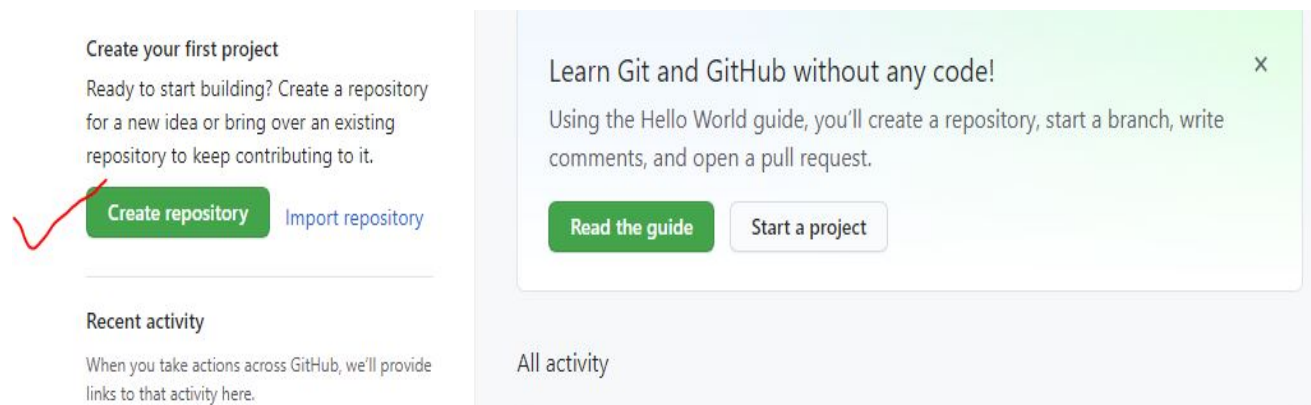 Create your first project
Ready to start building? Create a repository
for a new idea or bring over an existing
repository to keep contributing to it.
Create repository
Import repository
Recent activity
When you take actions across GitHub, we'll provide
links to that activity here.
Learn Git and GitHub without any code!
Using the Hello World guide, you'll create a repository, start a branch, write
comments, and open a pull request.
Read the guide
Start a project
All activity